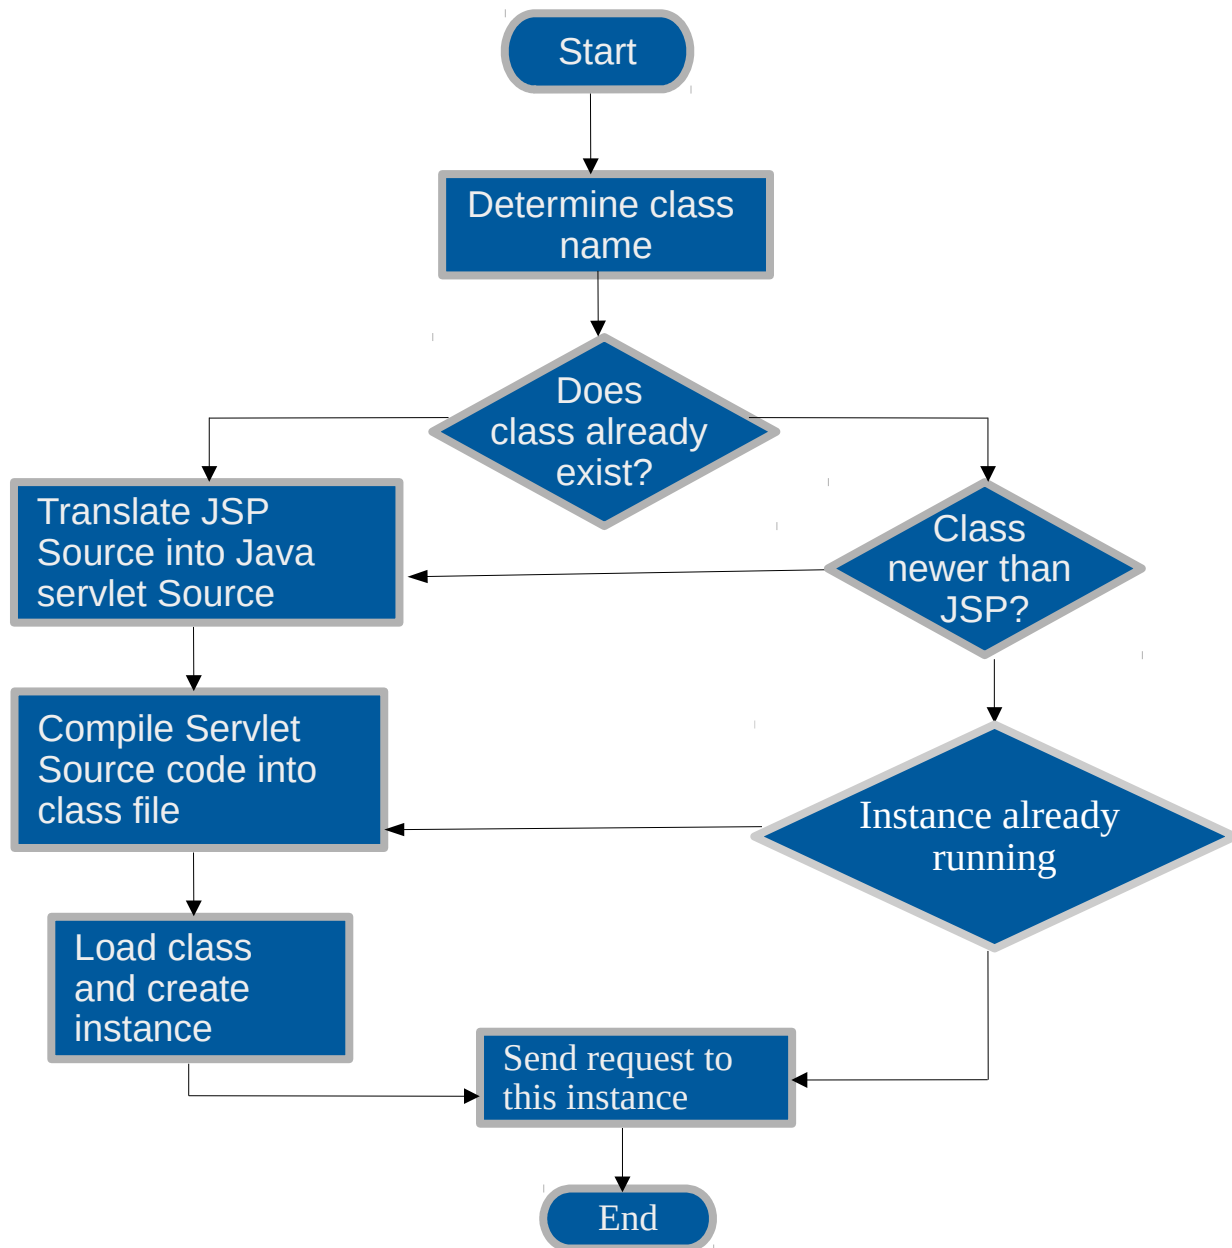 Start
Determine class
name
Does
class already
exist?
Translate JSP
Source into Java
servlet Source
Class
newer than
JSP?
Compile Servlet
Source code into
class file
Instance already
running
Load class
and create
instance
Send request to
this instance
End